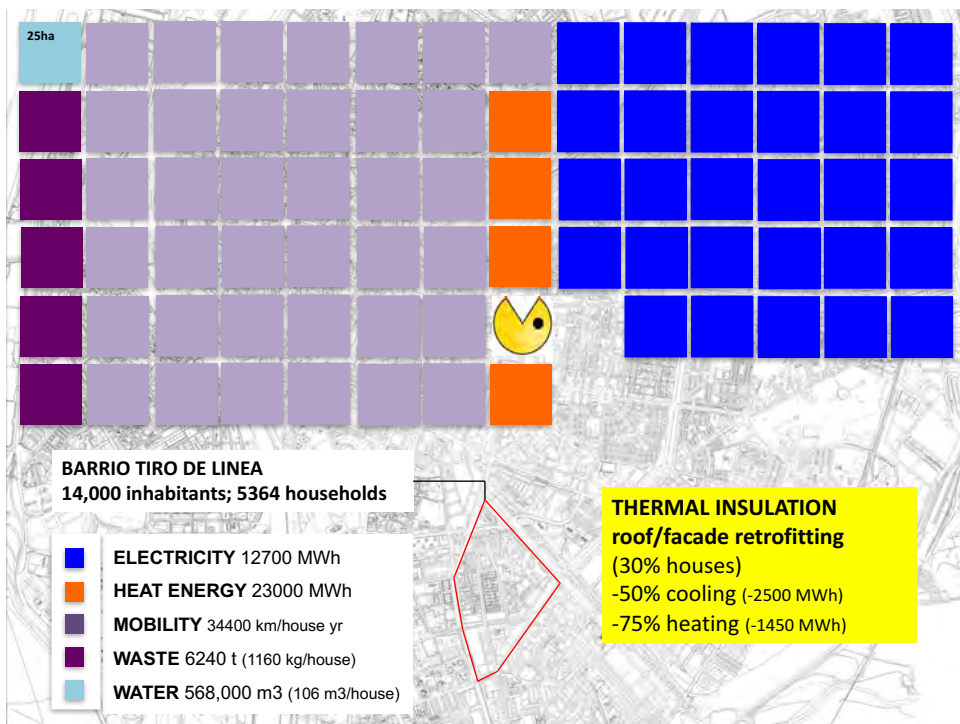 25ha
BARRIO TIRO DE LINEA
14,000 inhabitants; 5364 households
ELECTRICITY 12700 MWh
HEAT ENERGY 23000 MWh
MOBILITY 34400 km/house yr
WASTE 6240 t (1160 kg/house)
WATER 568,000 m3 (106 m3/house)
THERMAL INSULATION
roof/facade retrofitting
(30% houses)
-50% cooling (-2500 MWh)
-75% heating (-1450 MWh)